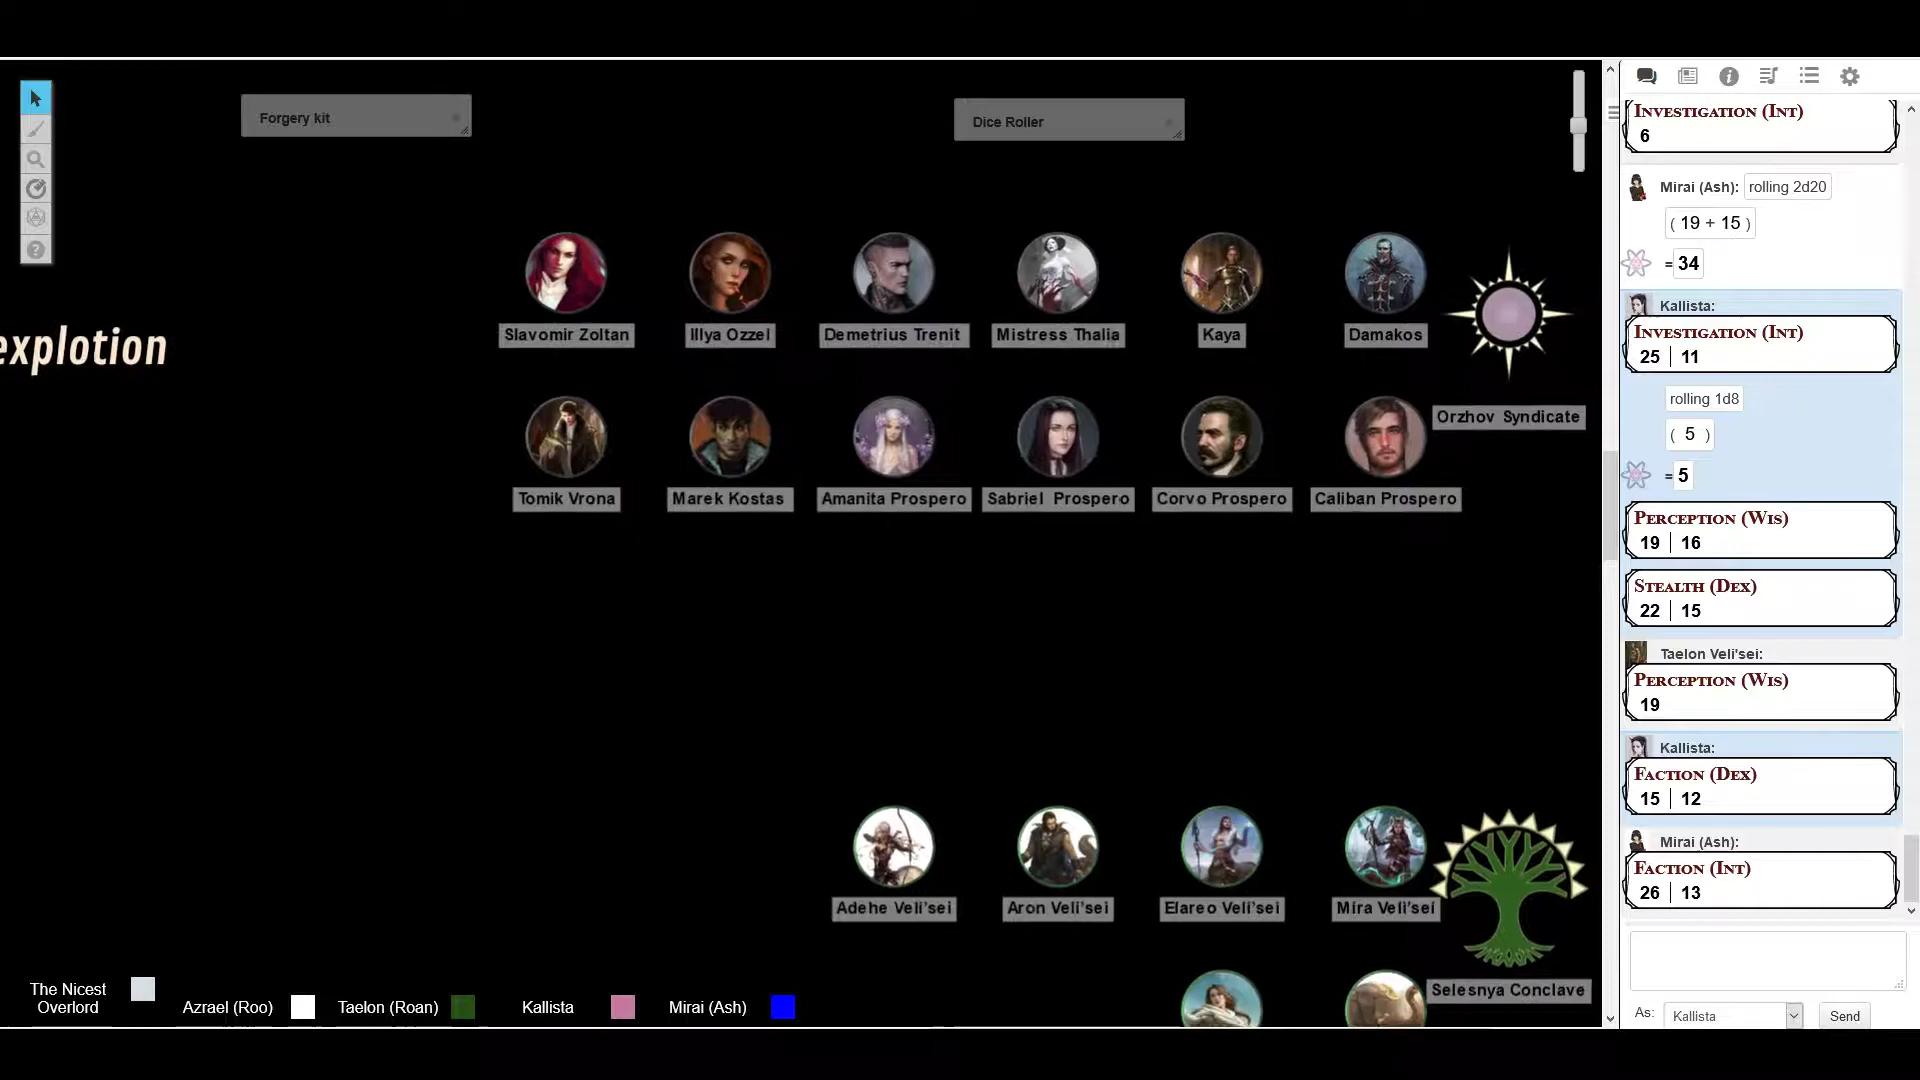 Forgery kit
Dice Roller
explotion
Slavomir Zoltan
Illya Ozzel
Demetrius Trenit
Mistress Thalia
Kaya
Damakos
Orzhov Syndicate
Tomik Vrona
Marek Kostas
Amanita Prospero
Sabriel Prospero
Corvo Prospero
Caliban Prospero
Adehe Veli'sei
Aron Veli'sei
Elareo Veli'sei
Mira Veli'sei
Selesnya Conclave
The Nicest
Overlord
Azrael (Roo)
Taelon (Roan)
Kallista
Mirai (Ash)
Investigation (Int)
6
Mirai (Ash): rolling 2d20
( 19 + 15 )
= 34
Kallista:
Investigation (Int)
25 | 11
rolling 1d8
( 5 )
= 5
Perception (Wis)
19 | 16
Stealth (Dex)
22 | 15
Taelon Veli'sei:
Perception (Wis)
19
Kallista:
Faction (Dex)
15 | 12
Mirai (Ash):
Faction (Int)
26 | 13
As: Kallista Send